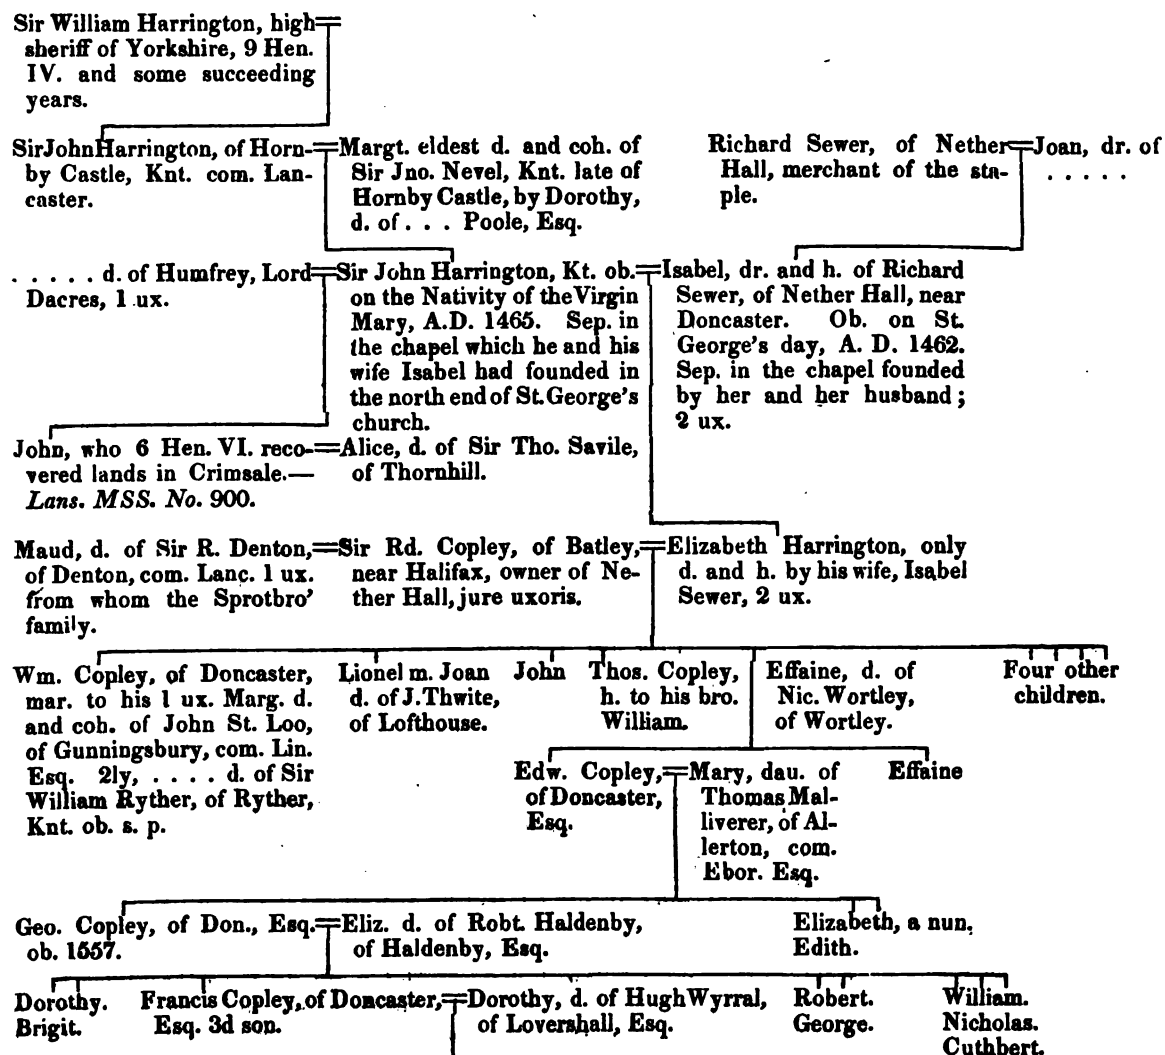 Sir William Harrington, high
sheriff of Yorkshire, 9 Hen.
IV. and some succeeding
years.
Sir John Harrington, of Horn-
by Castle, Knt. com. Lan-
caster.
Margt. eldest d. and coh. of
Sir Jno. Nevel, Knt. late of
Hornby Castle, by Dorothy,
d. of . . . Poole, Esq.
Richard Sewer, of Nether
Hall, merchant of the sta-
ple.
Joan, dr. of
. . . . .
. . . . . d. of Humfrey, Lord
Dacres, 1 ux.
Sir John Harrington, Kt. ob.
on the Nativity of the Virgin
Mary, A.D. 1465. Sep. in
the chapel which he and his
wife Isabel had founded in
the north end of St. George's
church.
Isabel, dr. and h. of Richard
Sewer, of Nether Hall, near
Doncaster. Ob. on St.
George's day, A. D. 1462.
Sep. in the chapel founded
by her and her husband;
2 ux.
John, who 6 Hen. VI. reco-
vered lands in Crimsale.—
Lans. MSS. No. 900.
Alice, d. of Sir Tho. Savile,
of Thornhill.
Maud, d. of Sir R. Denton,
of Denton, com. Lanc. 1 ux.
from whom the Sprotbro'
family.
Sir Rd. Copley, of Batley,
near Halifax, owner of Ne-
ther Hall, jure uxoris.
Elizabeth Harrington, only
d. and h. by his wife, Isabel
Sewer, 2 ux.
Wm. Copley, of Doncaster,
mar. to his 1 ux. Marg. d.
and coh. of John St. Loo,
of Gunningsbury, com. Lin.
Esq. 2ly, . . . . d. of Sir
William Ryther, of Ryther,
Knt. ob. s. p.
Lionel m. Joan
d. of J. Thwite,
of Lofthouse.
John
Thos. Copley,
h. to his bro.
William.
Effaine, d. of
Nic. Wortley,
of Wortley.
Four other
children.
Edw. Copley,
of Doncaster,
Esq.
Mary, dau. of
Thomas Mal-
liverer, of Al-
lerton, com.
Ebor. Esq.
Effaine
Geo. Copley, of Don., Esq.
ob. 1557.
Eliz. d. of Robt. Haldenby,
of Haldenby, Esq.
Elizabeth, a nun.
Edith.
Dorothy.
Brigit.
Francis Copley, of Doncaster,
Esq. 3d son.
Dorothy, d. of Hugh Wyrral,
of Lovershall, Esq.
Robert.
George.
William.
Nicholas.
Cuthbert.